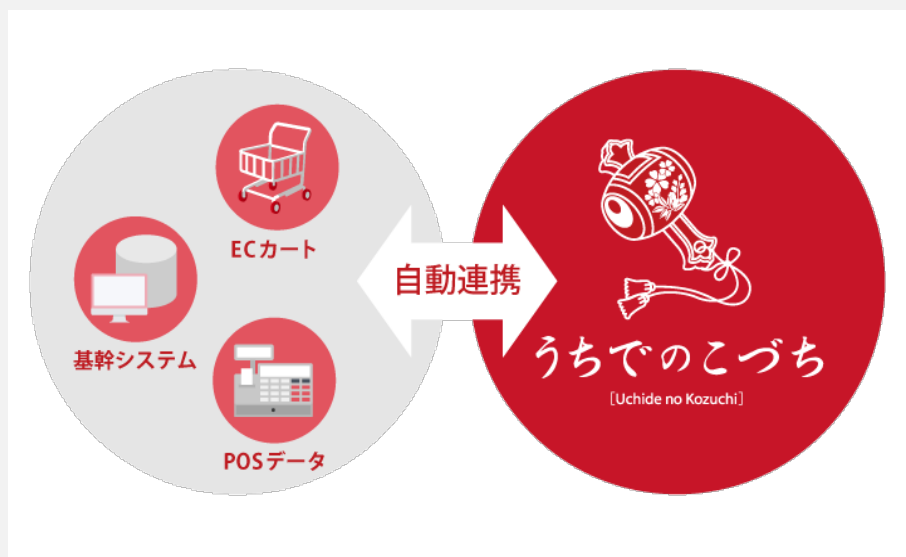 ECカート
基幹システム
POSデータ
自動連携
うちでのこづち
[Uchide no Kozuchi]